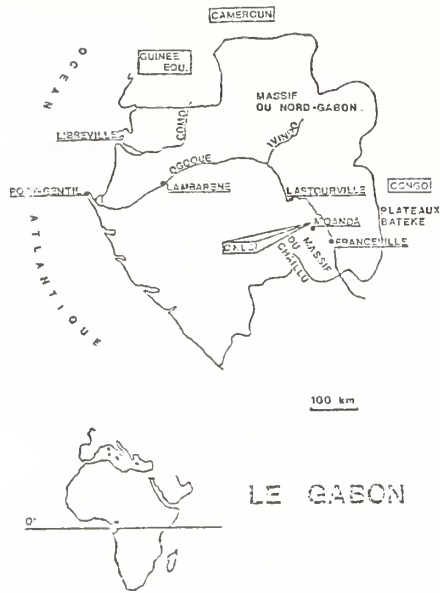 CAMEROUN
GUINEE
EQU.
OCEAN
MASSIF
DU NORD-GABON.
LIBREVILLE
COMO
IVINDO
OGOOUE
PORT-GENTIL
LAMBARENE
LASTOURVILLE
CONGO
PLATEAUX
BATEKE
MOANDA
FRANCEVILLE
MASSIF
DU
CHAILLU
ATLANTIQUE
100 km
LE GABON
0°